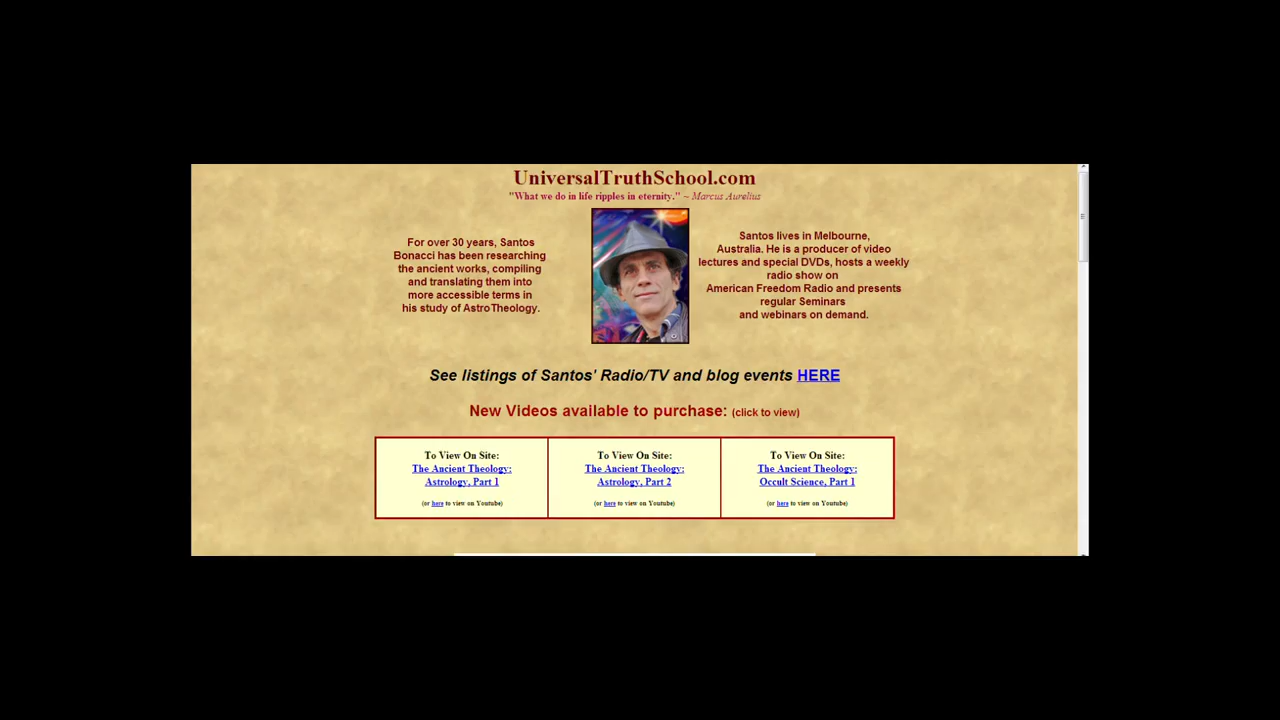 UniversalTruthSchool.com
"What we do in life ripples in eternity." ~ Marcus Aurelius
For over 30 years, Santos
Bonacci has been researching
the ancient works, compiling
and translating them into
more accessible terms in
his study of AstroTheology.
Santos lives in Melbourne,
Australia. He is a producer of video
lectures and special DVDs, hosts a weekly
radio show on
American Freedom Radio and presents
regular Seminars
and webinars on demand.
See listings of Santos' Radio/TV and blog events HERE
New Videos available to purchase: (click to view)
To View On Site:
The Ancient Theology:
Astrology, Part 1
(or here to view on Youtube)
To View On Site:
The Ancient Theology:
Astrology, Part 2
(or here to view on Youtube)
To View On Site:
The Ancient Theology:
Occult Science, Part 1
(or here to view on Youtube)